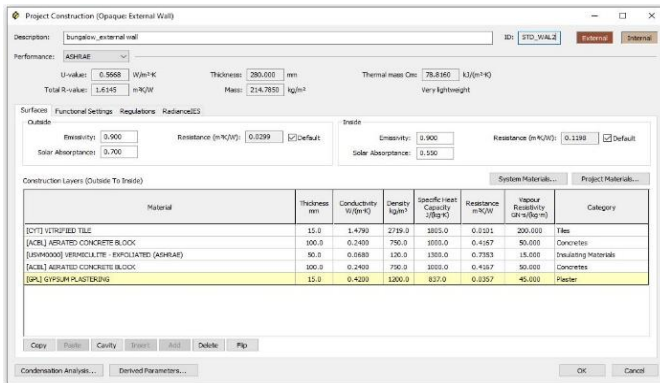 Project Construction (Opaque: External Wall)
Description: bungalow_external wall ID: STD_WAL2 External Internal
Performance: ASHRAE
U-value: 0.5668 W/m²·K Thickness: 280.000 mm Thermal mass Cm: 78.8160 kJ/(m²·K)
Total R-value: 1.6145 m²K/W Mass: 214.7850 kg/m² Very lightweight
Surfaces Functional Settings Regulations RadianceIES
Outside Inside
Emissivity: 0.900 Resistance (m²K/W): 0.0299 Default Emissivity: 0.900 Resistance (m²K/W): 0.1198 Default
Solar Absorptance: 0.700 Solar Absorptance: 0.550
Construction Layers (Outside To Inside) System Materials... Project Materials...
Material Thickness mm Conductivity W/(m·K) Density kg/m³ Specific Heat Capacity J/(kg·K) Resistance m²K/W Vapour Resistivity GN·s/(kg·m) Category
[CYT] VITRIFIED TILE 15.0 1.4790 2719.0 1005.0 0.0101 200.000 Tiles
[ACBL] AERATED CONCRETE BLOCK 100.0 0.2400 750.0 1000.0 0.4167 50.000 Concretes
[USVM0000] VERMICULITE - EXFOLIATED (ASHRAE) 50.0 0.0680 120.0 1300.0 0.7353 15.000 Insulating Materials
[ACBL] AERATED CONCRETE BLOCK 100.0 0.2400 750.0 1000.0 0.4167 50.000 Concretes
[GPL] GYPSUM PLASTERING 15.0 0.4200 1200.0 837.0 0.0357 45.000 Plaster
Copy Paste Cavity Insert Add Delete Flip
Condensation Analysis... Derived Parameters... OK Cancel